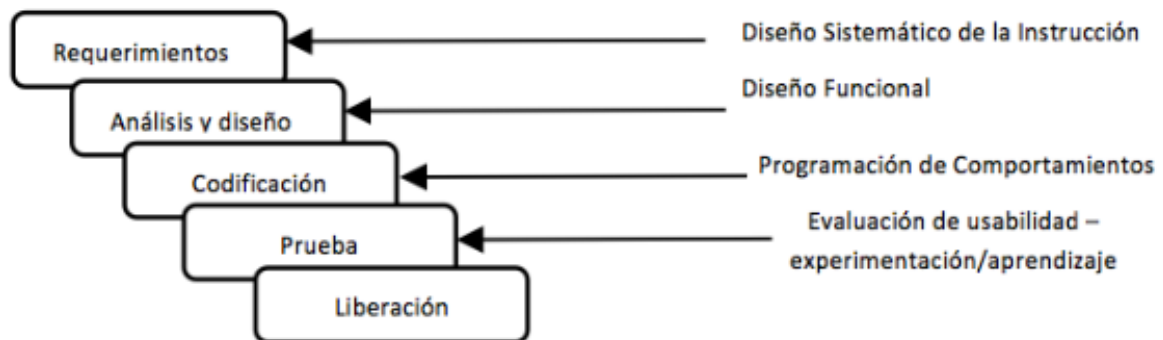 Requerimientos
Diseño Sistemático de la Instrucción
Análisis y diseño
Diseño Funcional
Codificación
Programación de Comportamientos
Prueba
Evaluación de usabilidad –
experimentación/aprendizaje
Liberación